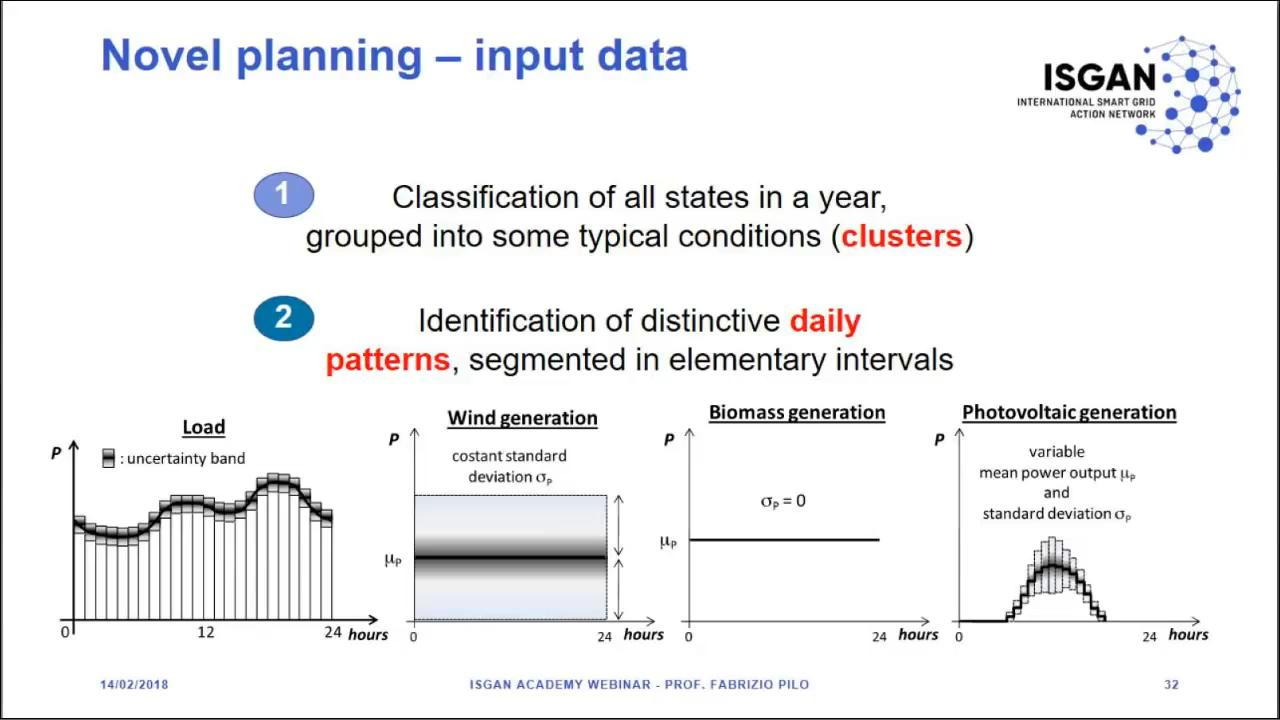 Novel planning – input data
ISGAN
INTERNATIONAL SMART GRID
ACTION NETWORK
1
Classification of all states in a year,
grouped into some typical conditions (clusters)
2
Identification of distinctive daily
patterns, segmented in elementary intervals
Load
P
: uncertainty band
0
12
24
hours
Wind generation
P
costant standard
deviation σP
μP
0
24
hours
Biomass generation
P
σP = 0
μP
0
24
hours
Photovoltaic generation
P
variable
mean power output μP
and
standard deviation σP
0
24
hours
14/02/2018
ISGAN ACADEMY WEBINAR - PROF. FABRIZIO PILO
32